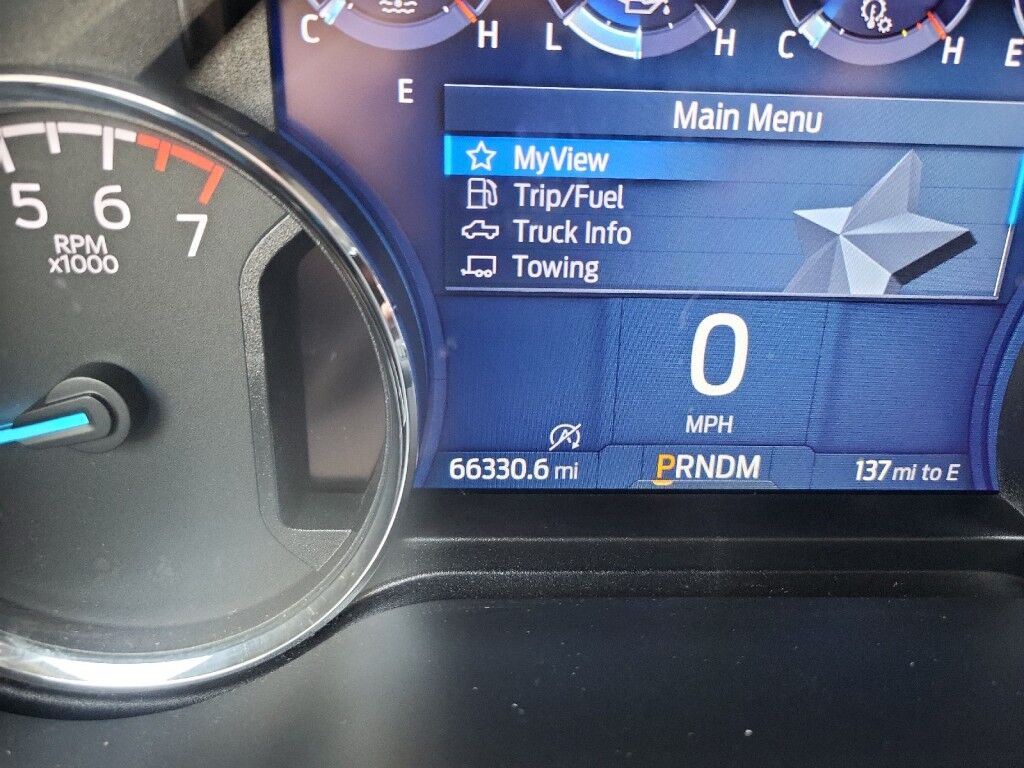 C H L H C H E
E
Main Menu
MyView
Trip/Fuel
Truck Info
Towing
5 6 7
RPM
x1000
0
MPH
A
66330.6 mi
PRNDM
137 mi to E